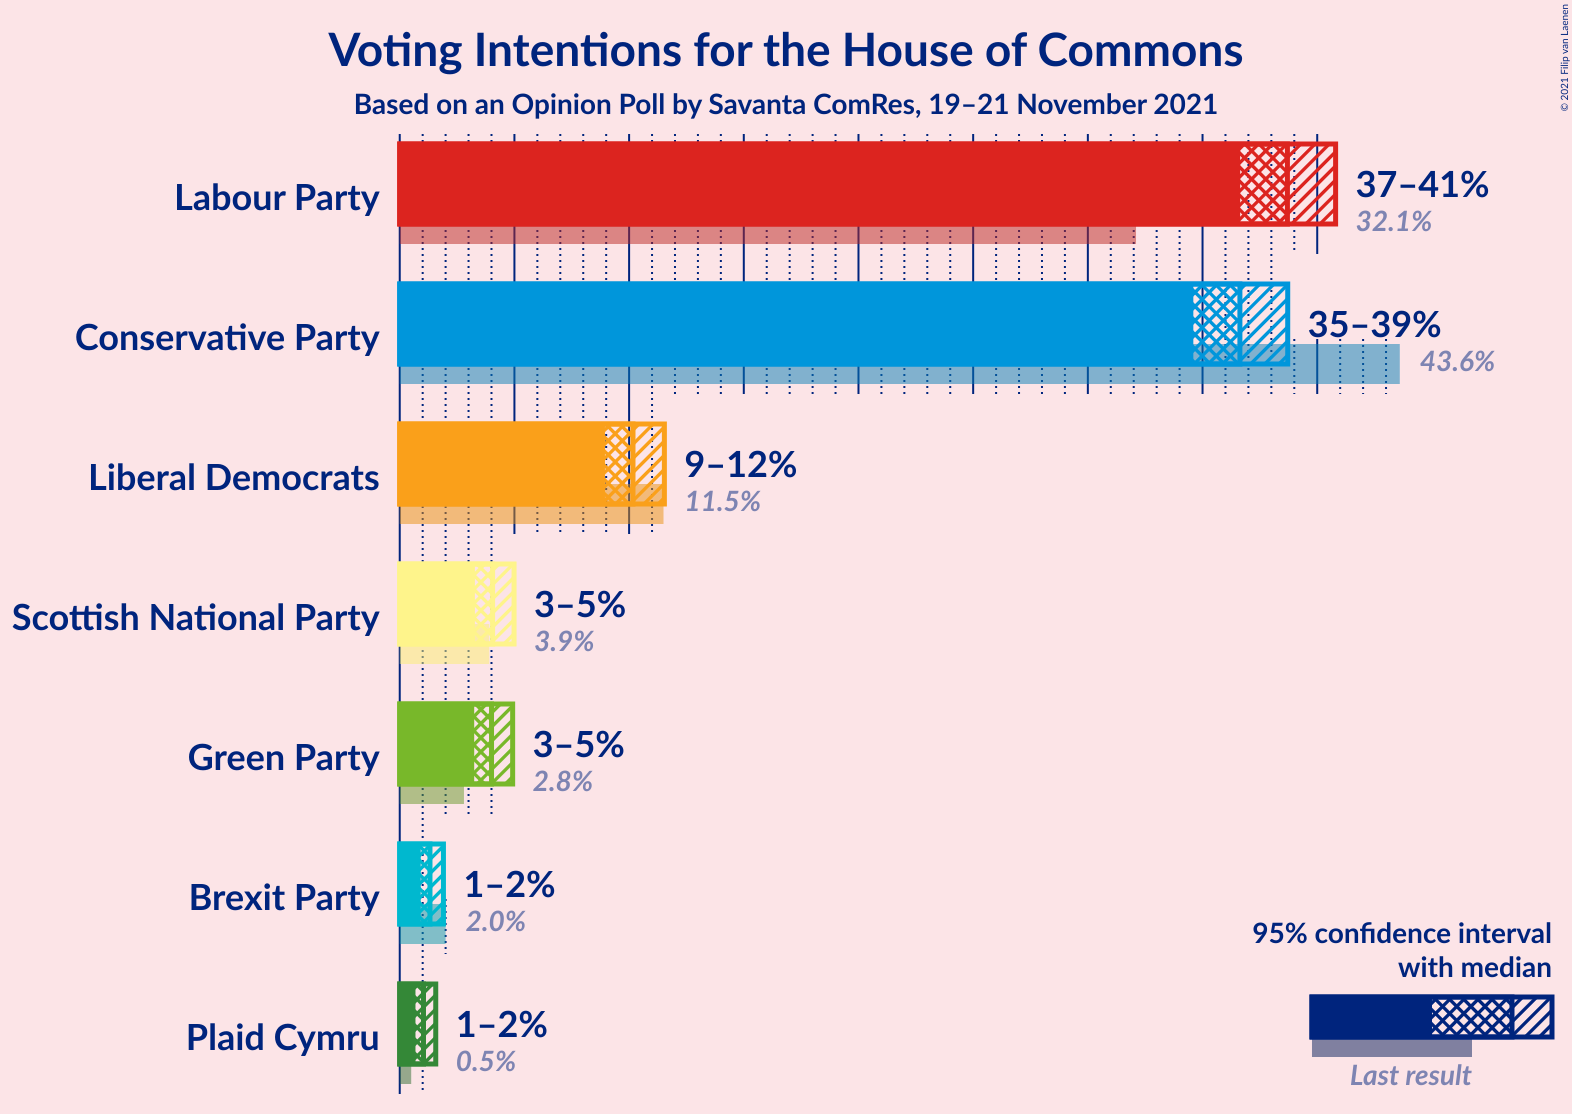 Voting Intentions for the House of Commons
Based on an Opinion Poll by Savanta ComRes, 19–21 November 2021
© 2021 Filip van Laenen
Labour Party
37–41%
32.1%
Conservative Party
35–39%
43.6%
Liberal Democrats
9–12%
11.5%
Scottish National Party
3–5%
3.9%
Green Party
3–5%
2.8%
Brexit Party
1–2%
2.0%
Plaid Cymru
1–2%
0.5%
95% confidence interval
with median
Last result